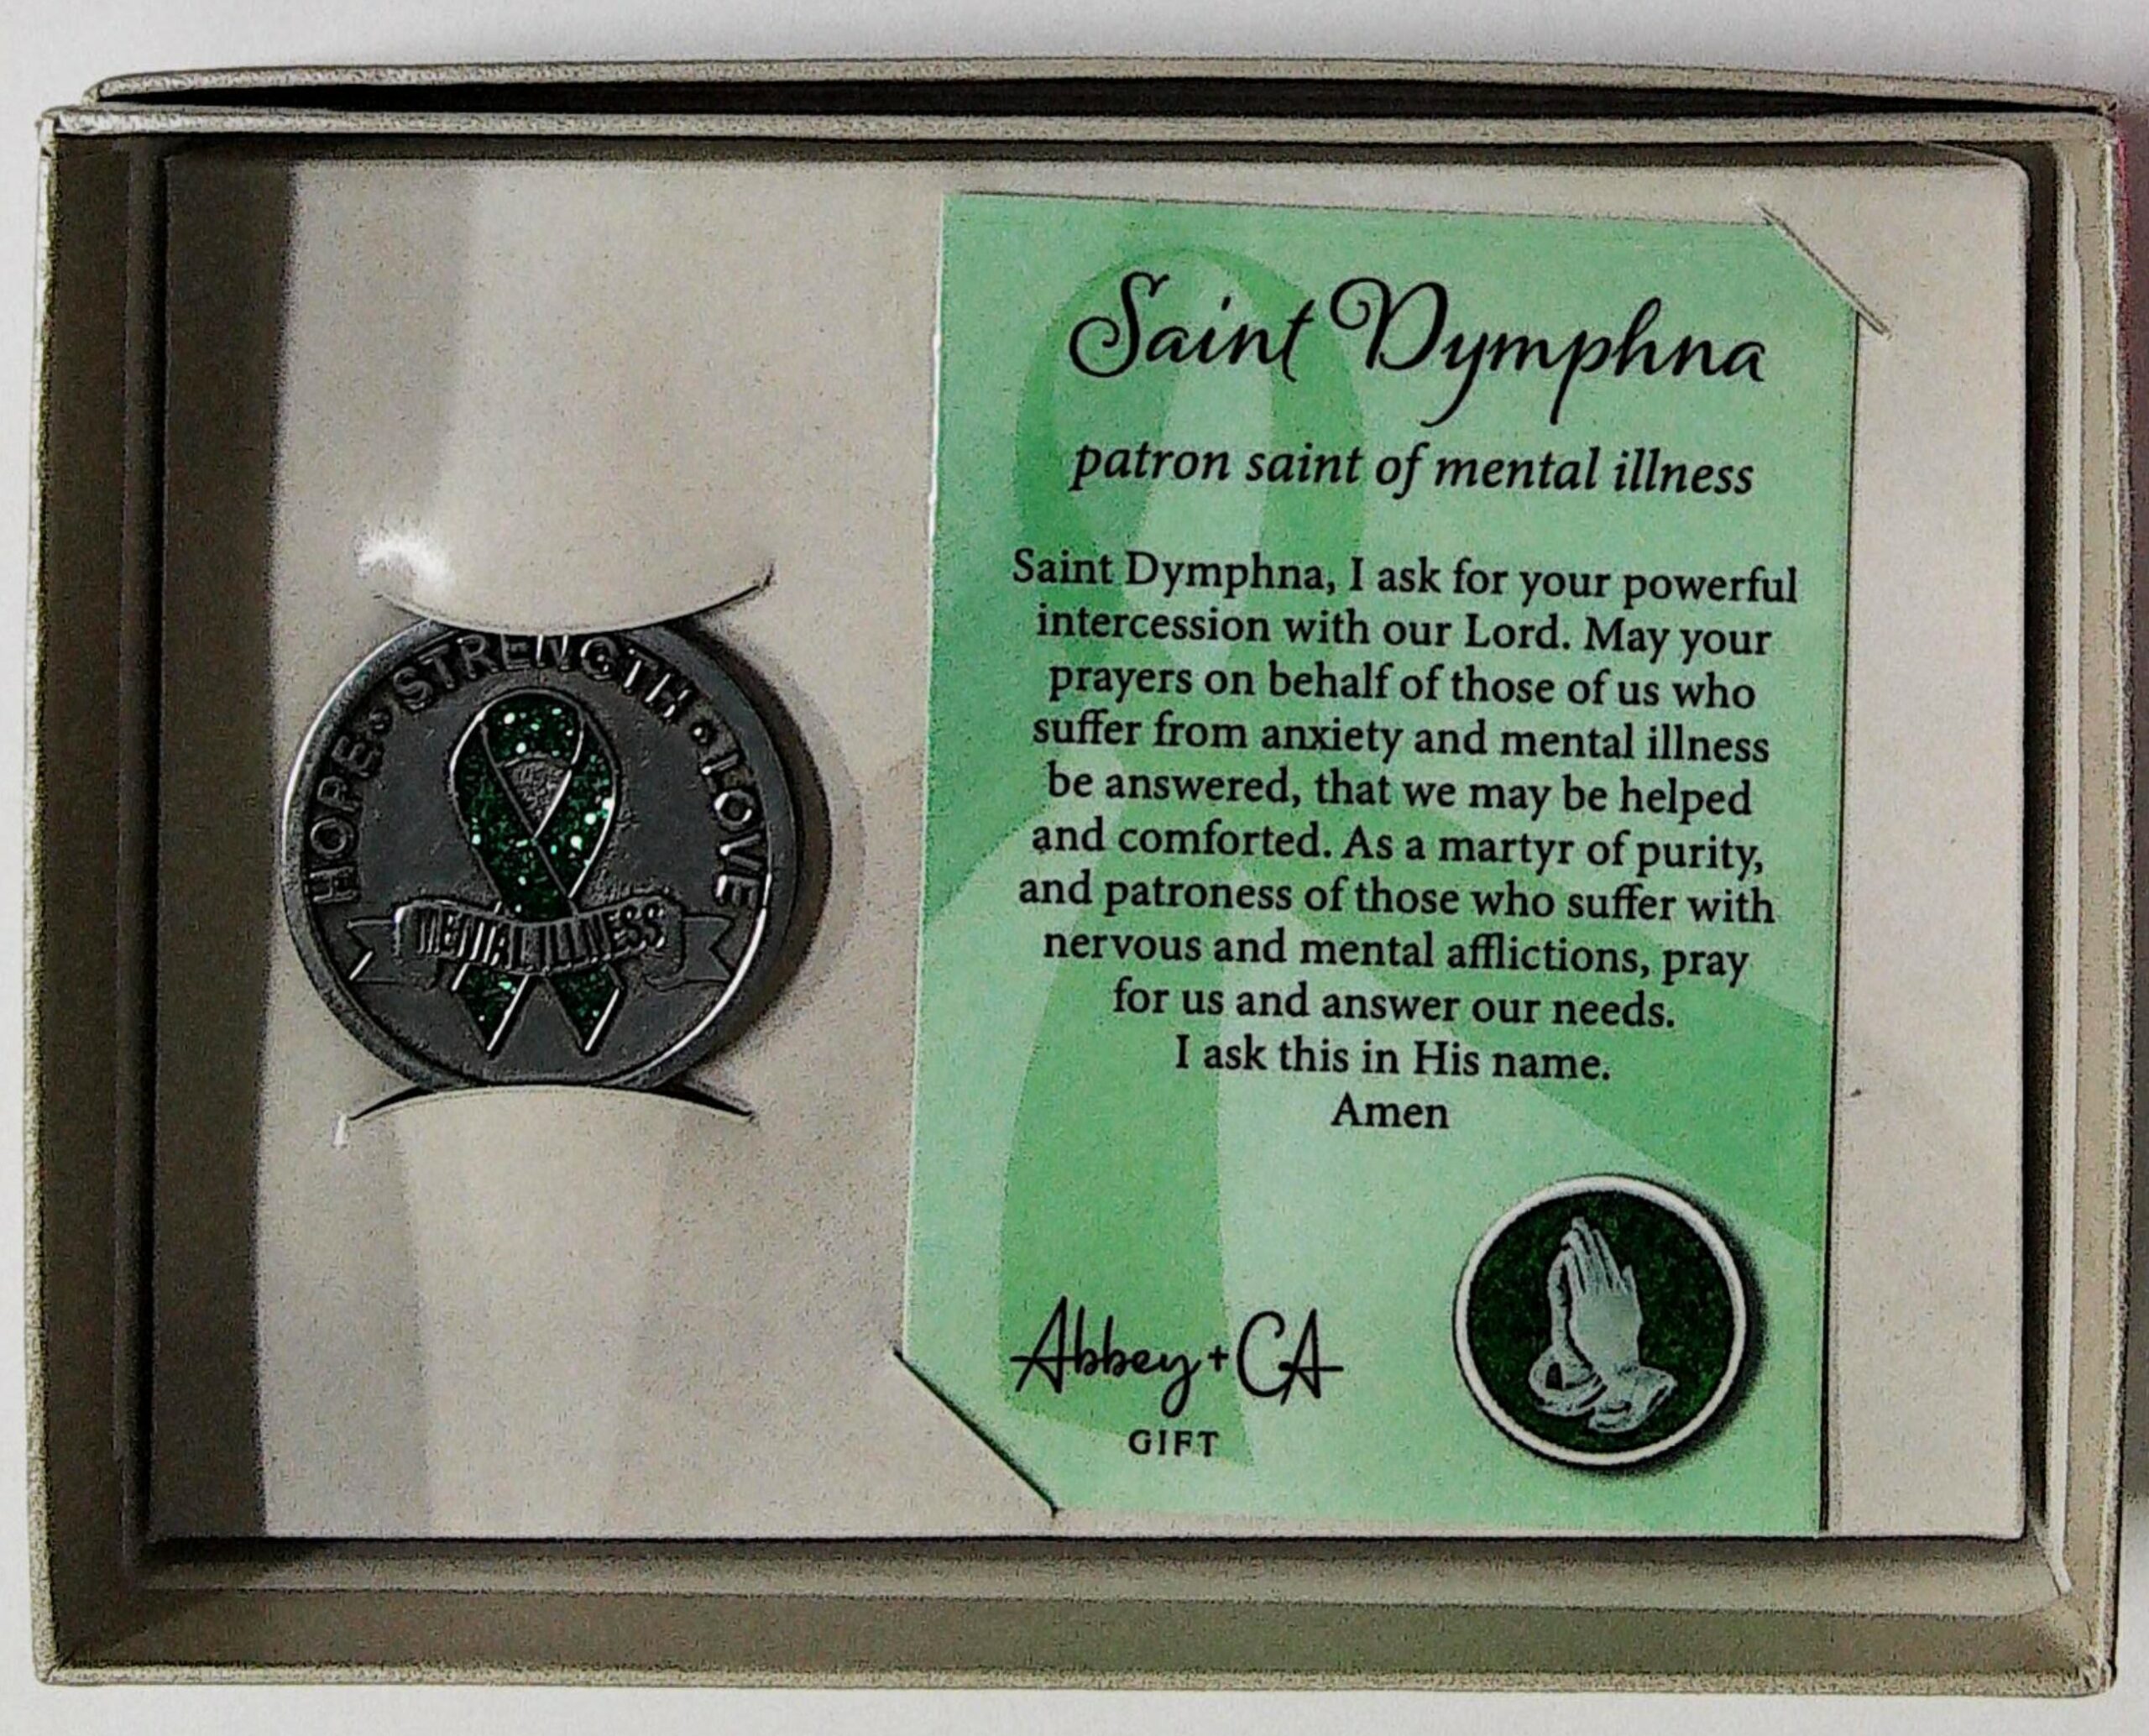 HOPE • STRENGTH • LOVE
MENTAL ILLNESS
Saint Dymphna
patron saint of mental illness
Saint Dymphna, I ask for your powerful
intercession with our Lord. May your
prayers on behalf of those of us who
suffer from anxiety and mental illness
be answered, that we may be helped
and comforted. As a martyr of purity,
and patroness of those who suffer with
nervous and mental afflictions, pray
for us and answer our needs.
I ask this in His name.
Amen
Abbey + CA
GIFT